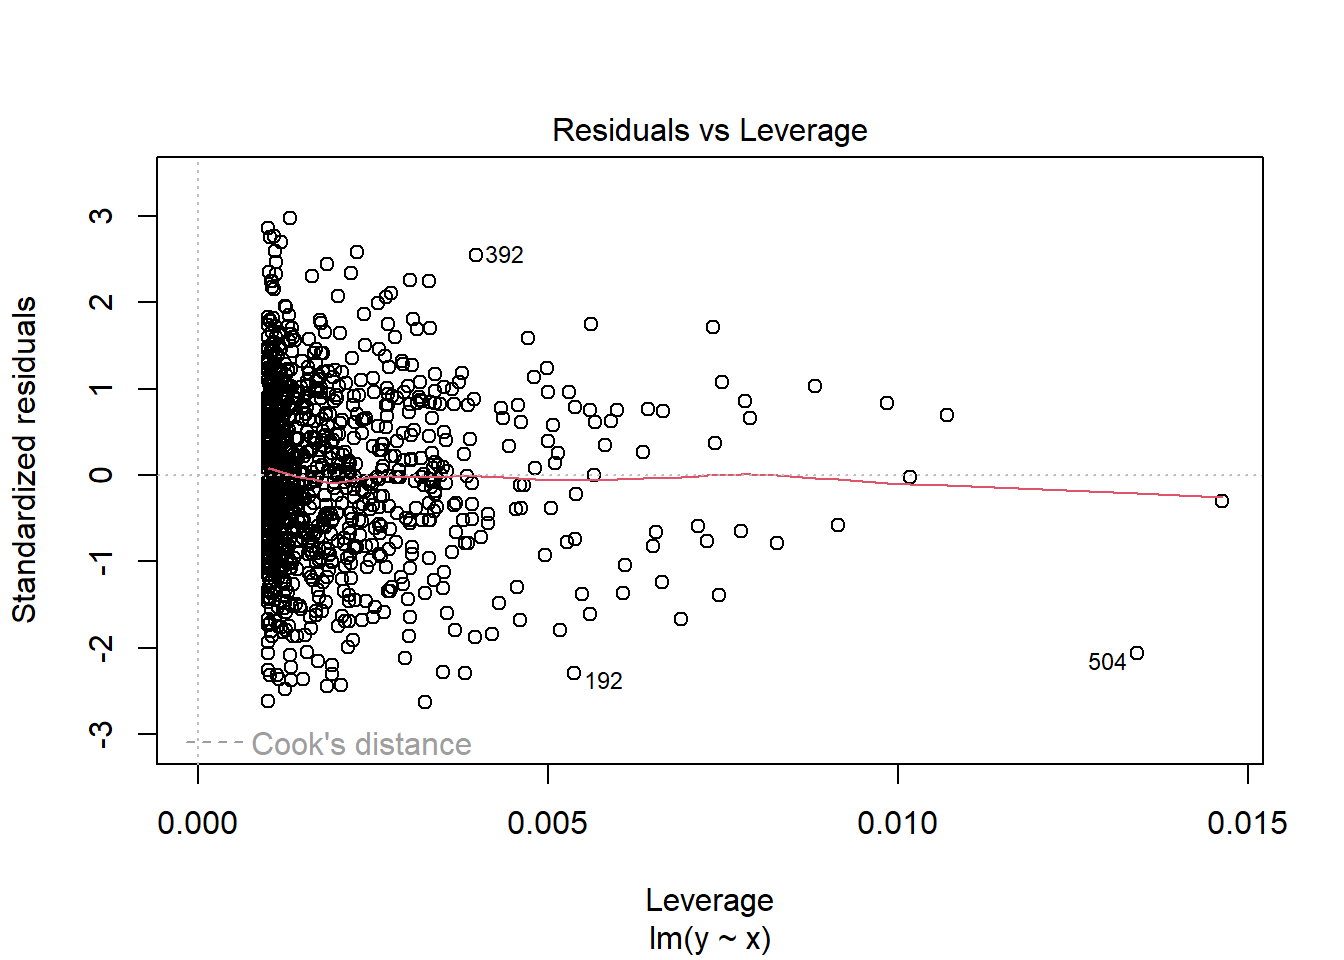 Residuals vs Leverage
Standardized residuals
3
2
1
0
-1
-2
-3
392
192
504
Cook's distance
0.000 0.005 0.010 0.015
Leverage
lm(y ~ x)